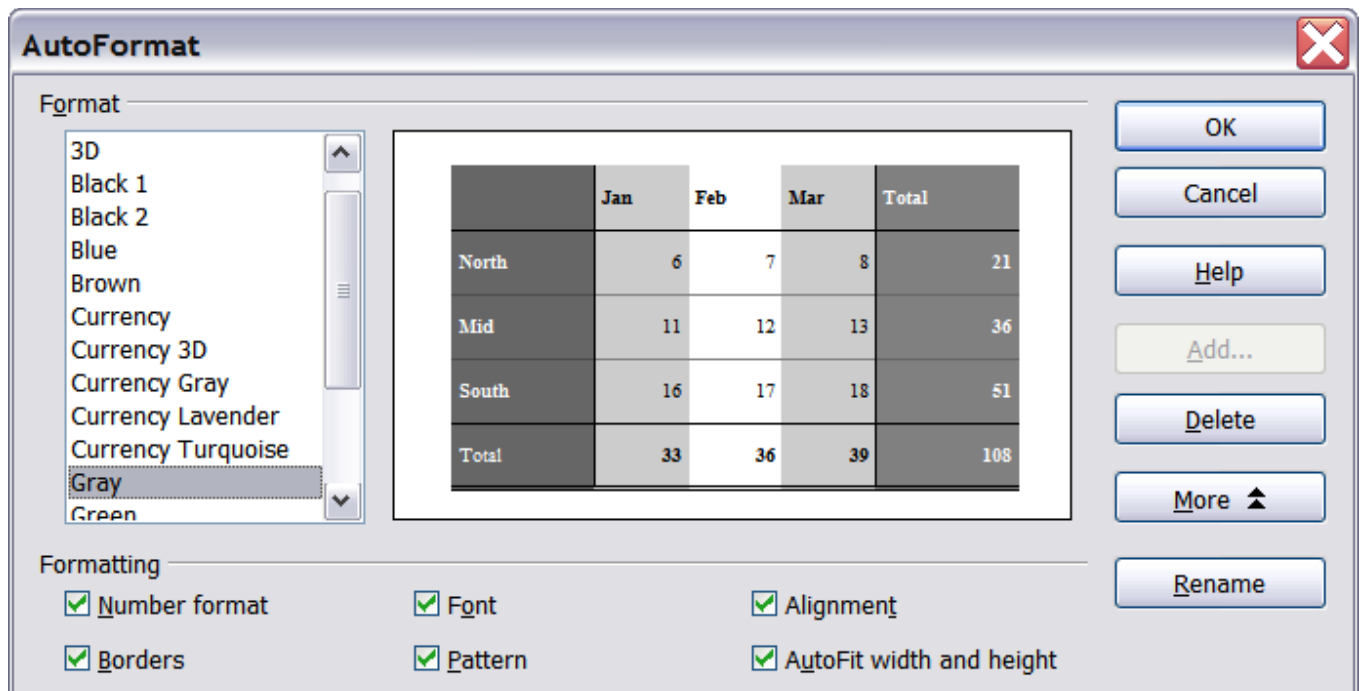 AutoFormat
Format
3D
Black 1
Black 2
Blue
Brown
Currency
Currency 3D
Currency Gray
Currency Lavender
Currency Turquoise
Gray
Green
Jan Feb Mar Total
North 6 7 8 21
Mid 11 12 13 36
South 16 17 18 51
Total 33 36 39 108
OK
Cancel
Help
Add...
Delete
More
Rename
Formatting
Number format Font Alignment
Borders Pattern AutoFit width and height